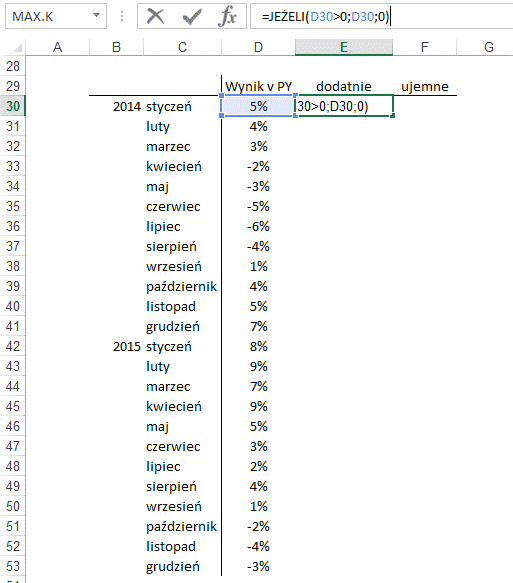 MAX.K fx =JEŻELI(D30>0;D30;0)
A B C D E F G
28
29 Wynik v PY dodatnie ujemne
30 2014 styczeń 5% 30>0;D30;0)
31 luty 4%
32 marzec 3%
33 kwiecień -2%
34 maj -3%
35 czerwiec -5%
36 lipiec -6%
37 sierpień -4%
38 wrzesień 1%
39 październik 4%
40 listopad 5%
41 grudzień 7%
42 2015 styczeń 8%
43 luty 9%
44 marzec 7%
45 kwiecień 9%
46 maj 5%
47 czerwiec 3%
48 lipiec 2%
49 sierpień 4%
50 wrzesień 1%
51 październik -2%
52 listopad -4%
53 grudzień -3%